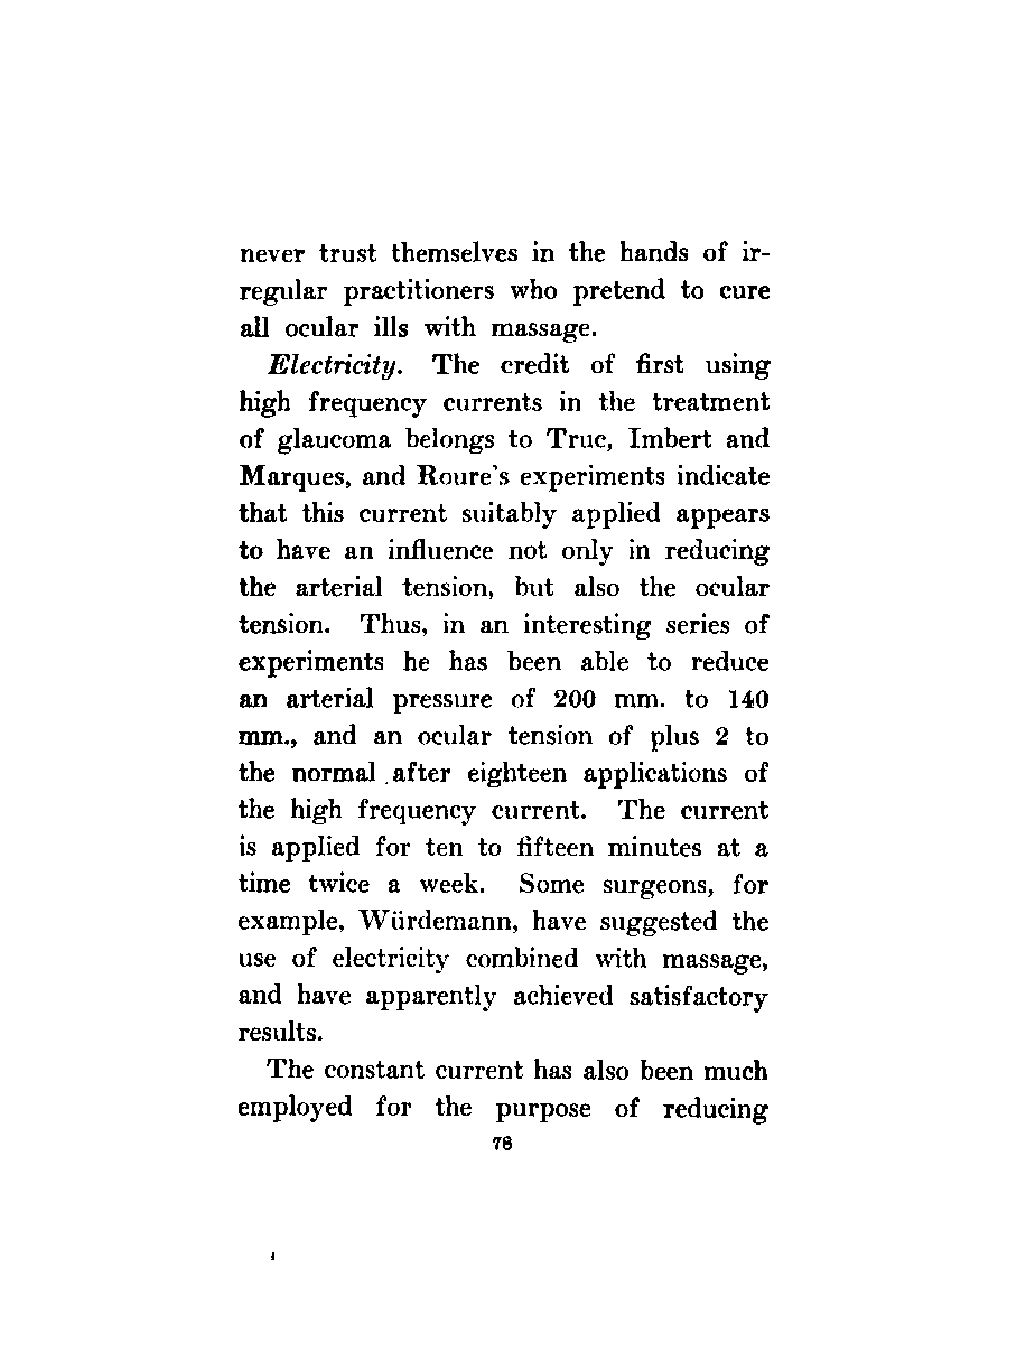 never trust themselves in the hands of ir-
regular practitioners who pretend to cure
all ocular ills with massage.
Electricity. The credit of first using
high frequency currents in the treatment
of glaucoma belongs to Truc, Imbert and
Marques, and Roure's experiments indicate
that this current suitably applied appears
to have an influence not only in reducing
the arterial tension, but also the ocular
tension. Thus, in an interesting series of
experiments he has been able to reduce
an arterial pressure of 200 mm. to 140
mm., and an ocular tension of plus 2 to
the normal after eighteen applications of
the high frequency current. The current
is applied for ten to fifteen minutes at a
time twice a week. Some surgeons, for
example, Würdemann, have suggested the
use of electricity combined with massage,
and have apparently achieved satisfactory
results.
The constant current has also been much
employed for the purpose of reducing
78